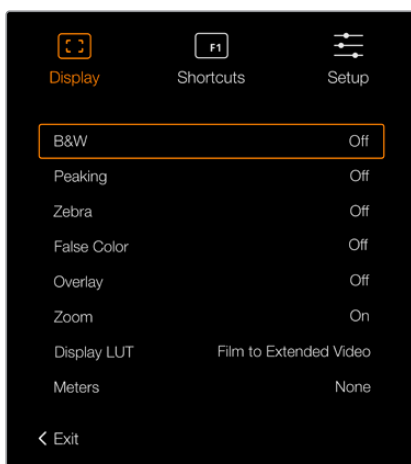 F1
Display Shortcuts Setup
B&W Off
Peaking Off
Zebra Off
False Color Off
Overlay Off
Zoom On
Display LUT Film to Extended Video
Meters None
Exit